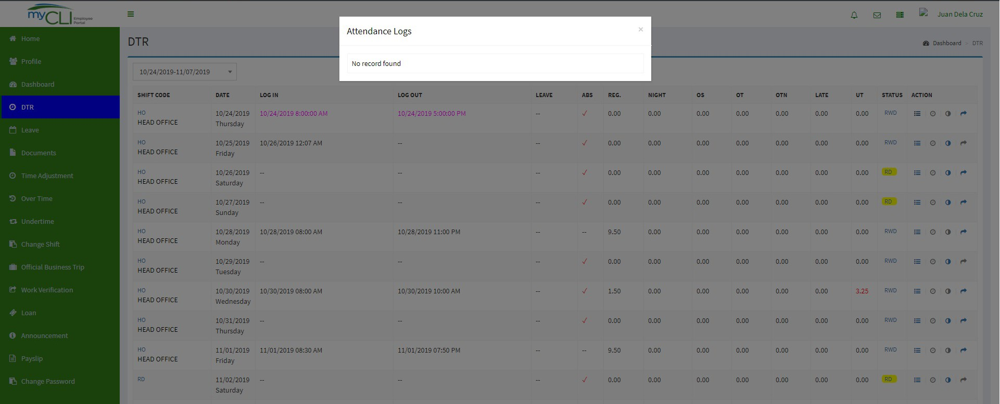 myCLI Employee Portal
Juan Dela Cruz
Attendance Logs ×
No record found
Home
Profile
Dashboard
DTR
Leave
Documents
Time Adjustment
Over Time
Undertime
Change Shift
Official Business Trip
Work Verification
Loan
Announcement
Payslip
Change Password
DTR
Dashboard > DTR
10/24/2019-11/07/2019
SHIFT CODE DATE LOG IN LOG OUT LEAVE ABS REG. NIGHT OS OT OTN LATE UT STATUS ACTION
HO 10/24/2019 10/24/2019 8:00:00 AM 10/24/2019 5:00:00 PM -- ✓ 0.00 0.00 0.00 0.00 0.00 0.00 0.00 RWD
HEAD OFFICE Thursday
HO 10/25/2019 10/26/2019 12:07 AM -- -- ✓ 0.00 0.00 0.00 0.00 0.00 0.00 0.00 RWD
HEAD OFFICE Friday
HO 10/26/2019 -- -- -- ✓ 0.00 0.00 0.00 0.00 0.00 0.00 0.00 RD
HEAD OFFICE Saturday
HO 10/27/2019 -- -- -- ✓ 0.00 0.00 0.00 0.00 0.00 0.00 0.00 RD
HEAD OFFICE Sunday
HO 10/28/2019 10/28/2019 08:00 AM 10/28/2019 11:00 PM -- -- 9.50 0.00 0.00 0.00 0.00 0.00 0.00 RWD
HEAD OFFICE Monday
HO 10/29/2019 -- -- -- ✓ 0.00 0.00 0.00 0.00 0.00 0.00 0.00 RWD
HEAD OFFICE Tuesday
HO 10/30/2019 10/30/2019 08:00 AM 10/30/2019 10:00 AM -- ✓ 1.50 0.00 0.00 0.00 0.00 0.00 3.25 RWD
HEAD OFFICE Wednesday
HO 10/31/2019 -- -- -- ✓ 0.00 0.00 0.00 0.00 0.00 0.00 0.00 RWD
HEAD OFFICE Thursday
HO 11/01/2019 11/01/2019 08:30 AM 11/01/2019 07:50 PM -- -- 9.50 0.00 0.00 0.00 0.00 0.00 0.00 RWD
HEAD OFFICE Friday
RD 11/02/2019 -- -- -- ✓ 0.00 0.00 0.00 0.00 0.00 0.00 0.00 RD
Saturday